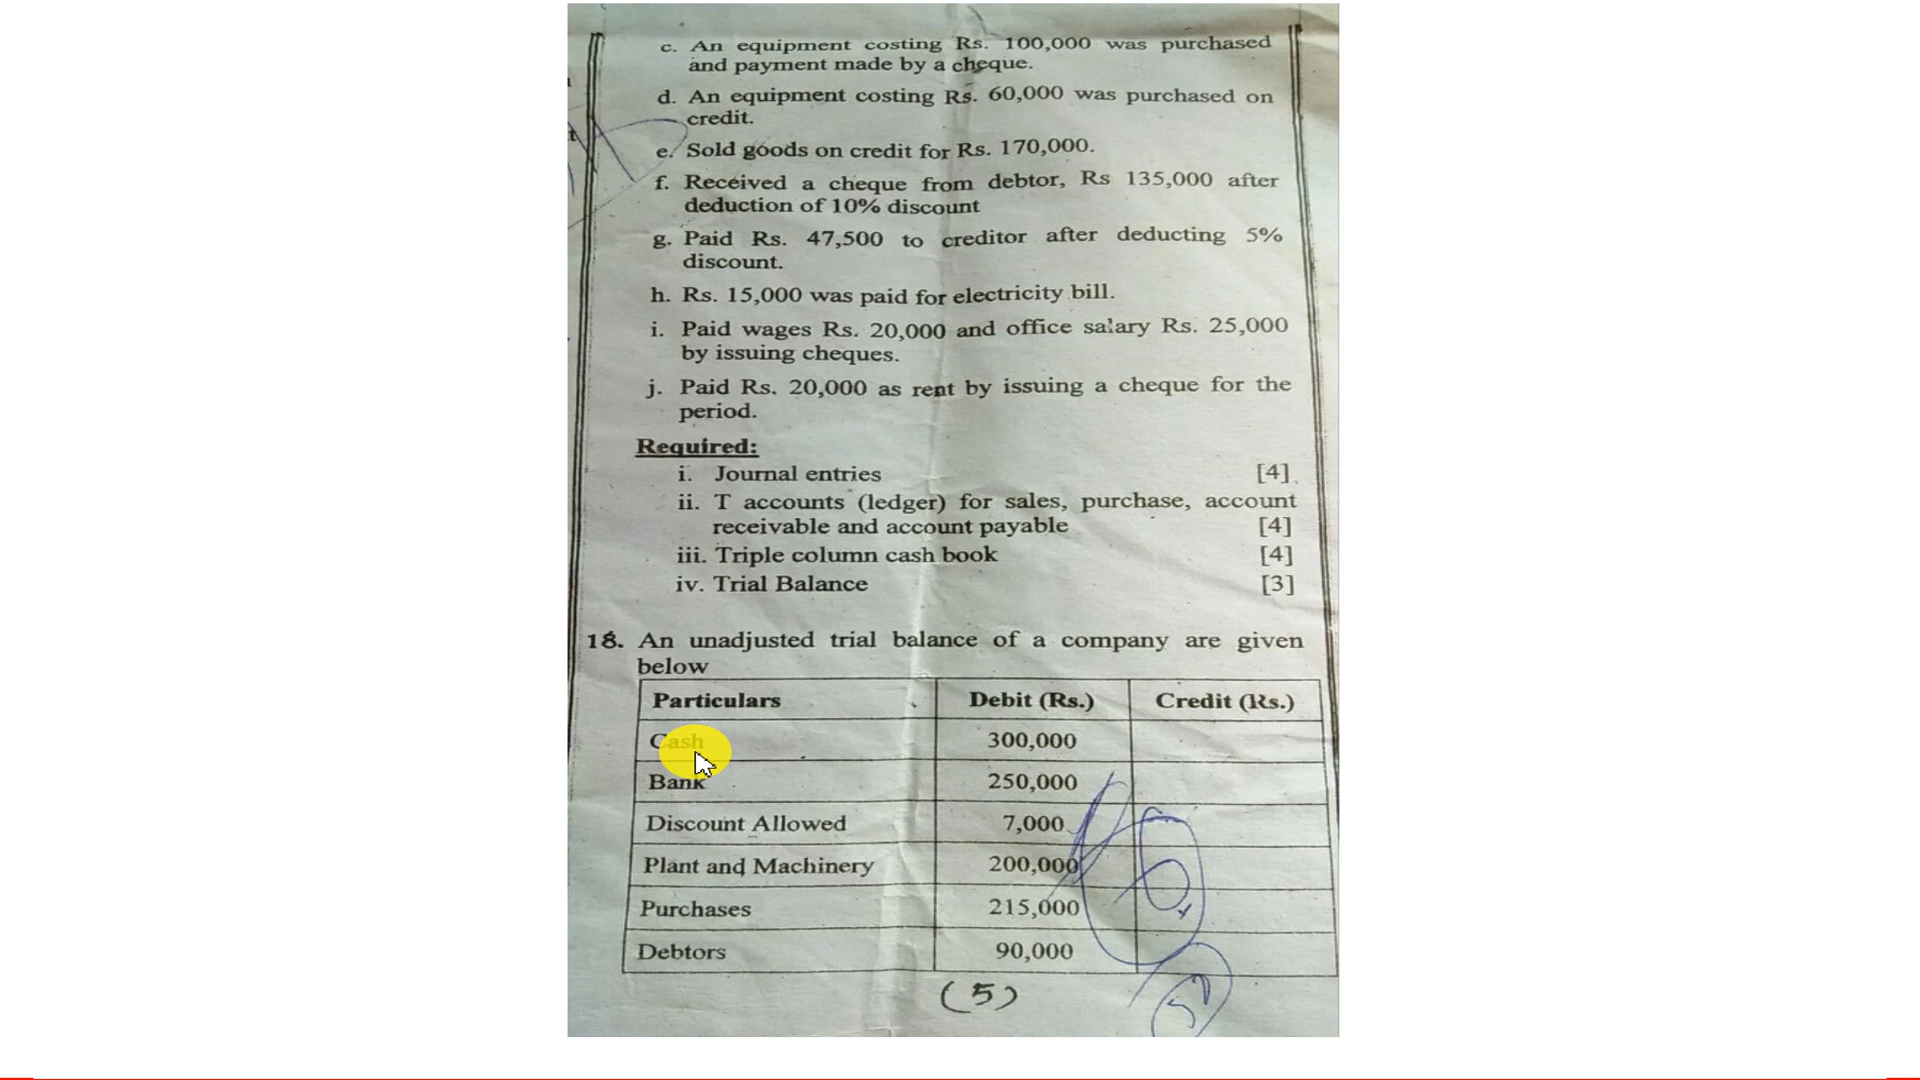 c. An equipment costing Rs. 100,000 was purchased
and payment made by a cheque.
d. An equipment costing Rs. 60,000 was purchased on
credit.
e. Sold goods on credit for Rs. 170,000.
f. Received a cheque from debtor, Rs 135,000 after
deduction of 10% discount
g. Paid Rs. 47,500 to creditor after deducting 5%
discount.
h. Rs. 15,000 was paid for electricity bill.
i. Paid wages Rs. 20,000 and office salary Rs. 25,000
by issuing cheques.
j. Paid Rs. 20,000 as rent by issuing a cheque for the
period.
Required:
i. Journal entries [4]
ii. T accounts (ledger) for sales, purchase, account
receivable and account payable [4]
iii. Triple column cash book [4]
iv. Trial Balance [3]
18. An unadjusted trial balance of a company are given
below
Particulars Debit (Rs.) Credit (Rs.)
Cash 300,000
Bank 250,000
Discount Allowed 7,000
Plant and Machinery 200,000
Purchases 215,000
Debtors 90,000
(5)